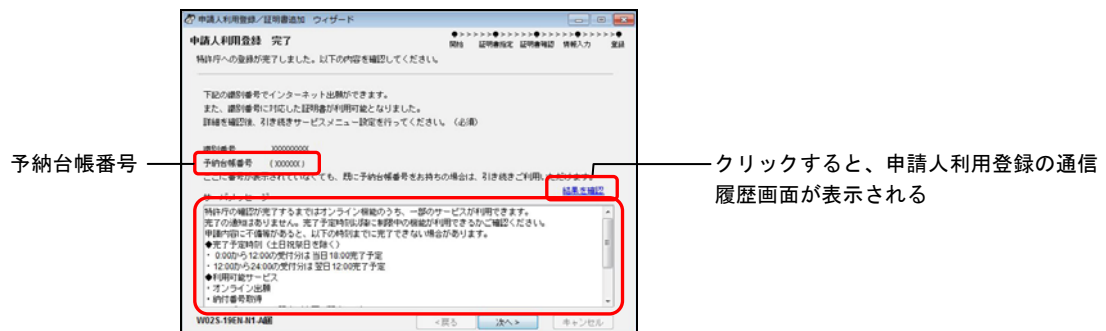 申請人利用登録／証明書追加 ウィザード
申請人利用登録 完了
●>>>>>●>>>>>●>>>>>●>>>>>●
開始 証明書指定 証明書確認 情報入力 登録
特許庁への登録が完了しました。以下の内容を確認してください。
下記の識別番号でインターネット出願ができます。
また、識別番号に対応した証明書が利用可能となりました。
詳細を確認後、引き続きサービスメニュー設定を行ってください。（必須）
識別番号 XXXXXXXXX
予納台帳番号 （XXXXXX）
予納台帳番号
クリックすると、申請人利用登録の通信
履歴画面が表示される
ここに番号が表示されていなくても、既に予納台帳番号をお持ちの場合は、引き続きご利用いただけます。
結果を確認
サーバメッセージ
特許庁の確認が完了するまではオンライン機能のうち、一部のサービスが利用できます。
完了の通知はありません。完了予定時刻以降に制限中の機能が利用できるかご確認ください。
申請内容に不備等があると、以下の時刻までに完了できない場合があります。
◆完了予定時刻（土日祝祭日を除く）
・ 0:00から12:00の受付分は当日18:00完了予定
・12:00から24:00の受付分は翌日12:00完了予定
◆利用可能サービス
・オンライン出願
・納付番号取得
W025-19EN-N1-A顧
<戻る 次へ> キャンセル